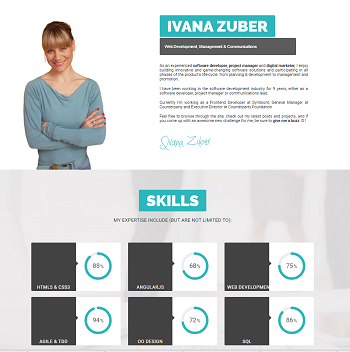 IVANA ZUBER
Web Development, Management & Communications
As an experienced software developer, project manager and digital marketer, I enjoy
building innovative and game-changing software solutions and participating in all
phases of the product's life-cycle: from planning & development to management and
promotion.
I have been working in the software development industry for 9 years, either as a
software developer, project manager or communications lead.
Currently I'm working as a Frontend Developer at Symbiont, General Manager at
Counterparty and Executive Director at Counterparty Foundation
Feel free to browse through the site, check out my latest posts and projects, and if
you come up with an awesome new challenge for me, be sure to give me a buzz :D !
Ivana Zuber
SKILLS
MY EXPERTISE INCLUDE (BUT ARE NOT LIMITED TO):
88%
68%
75%
HTML5 & CSS3
ANGULARJS
WEB DEVELOPMEN
94%
72%
86%
AGILE & TDD
OO DESIGN
SQL